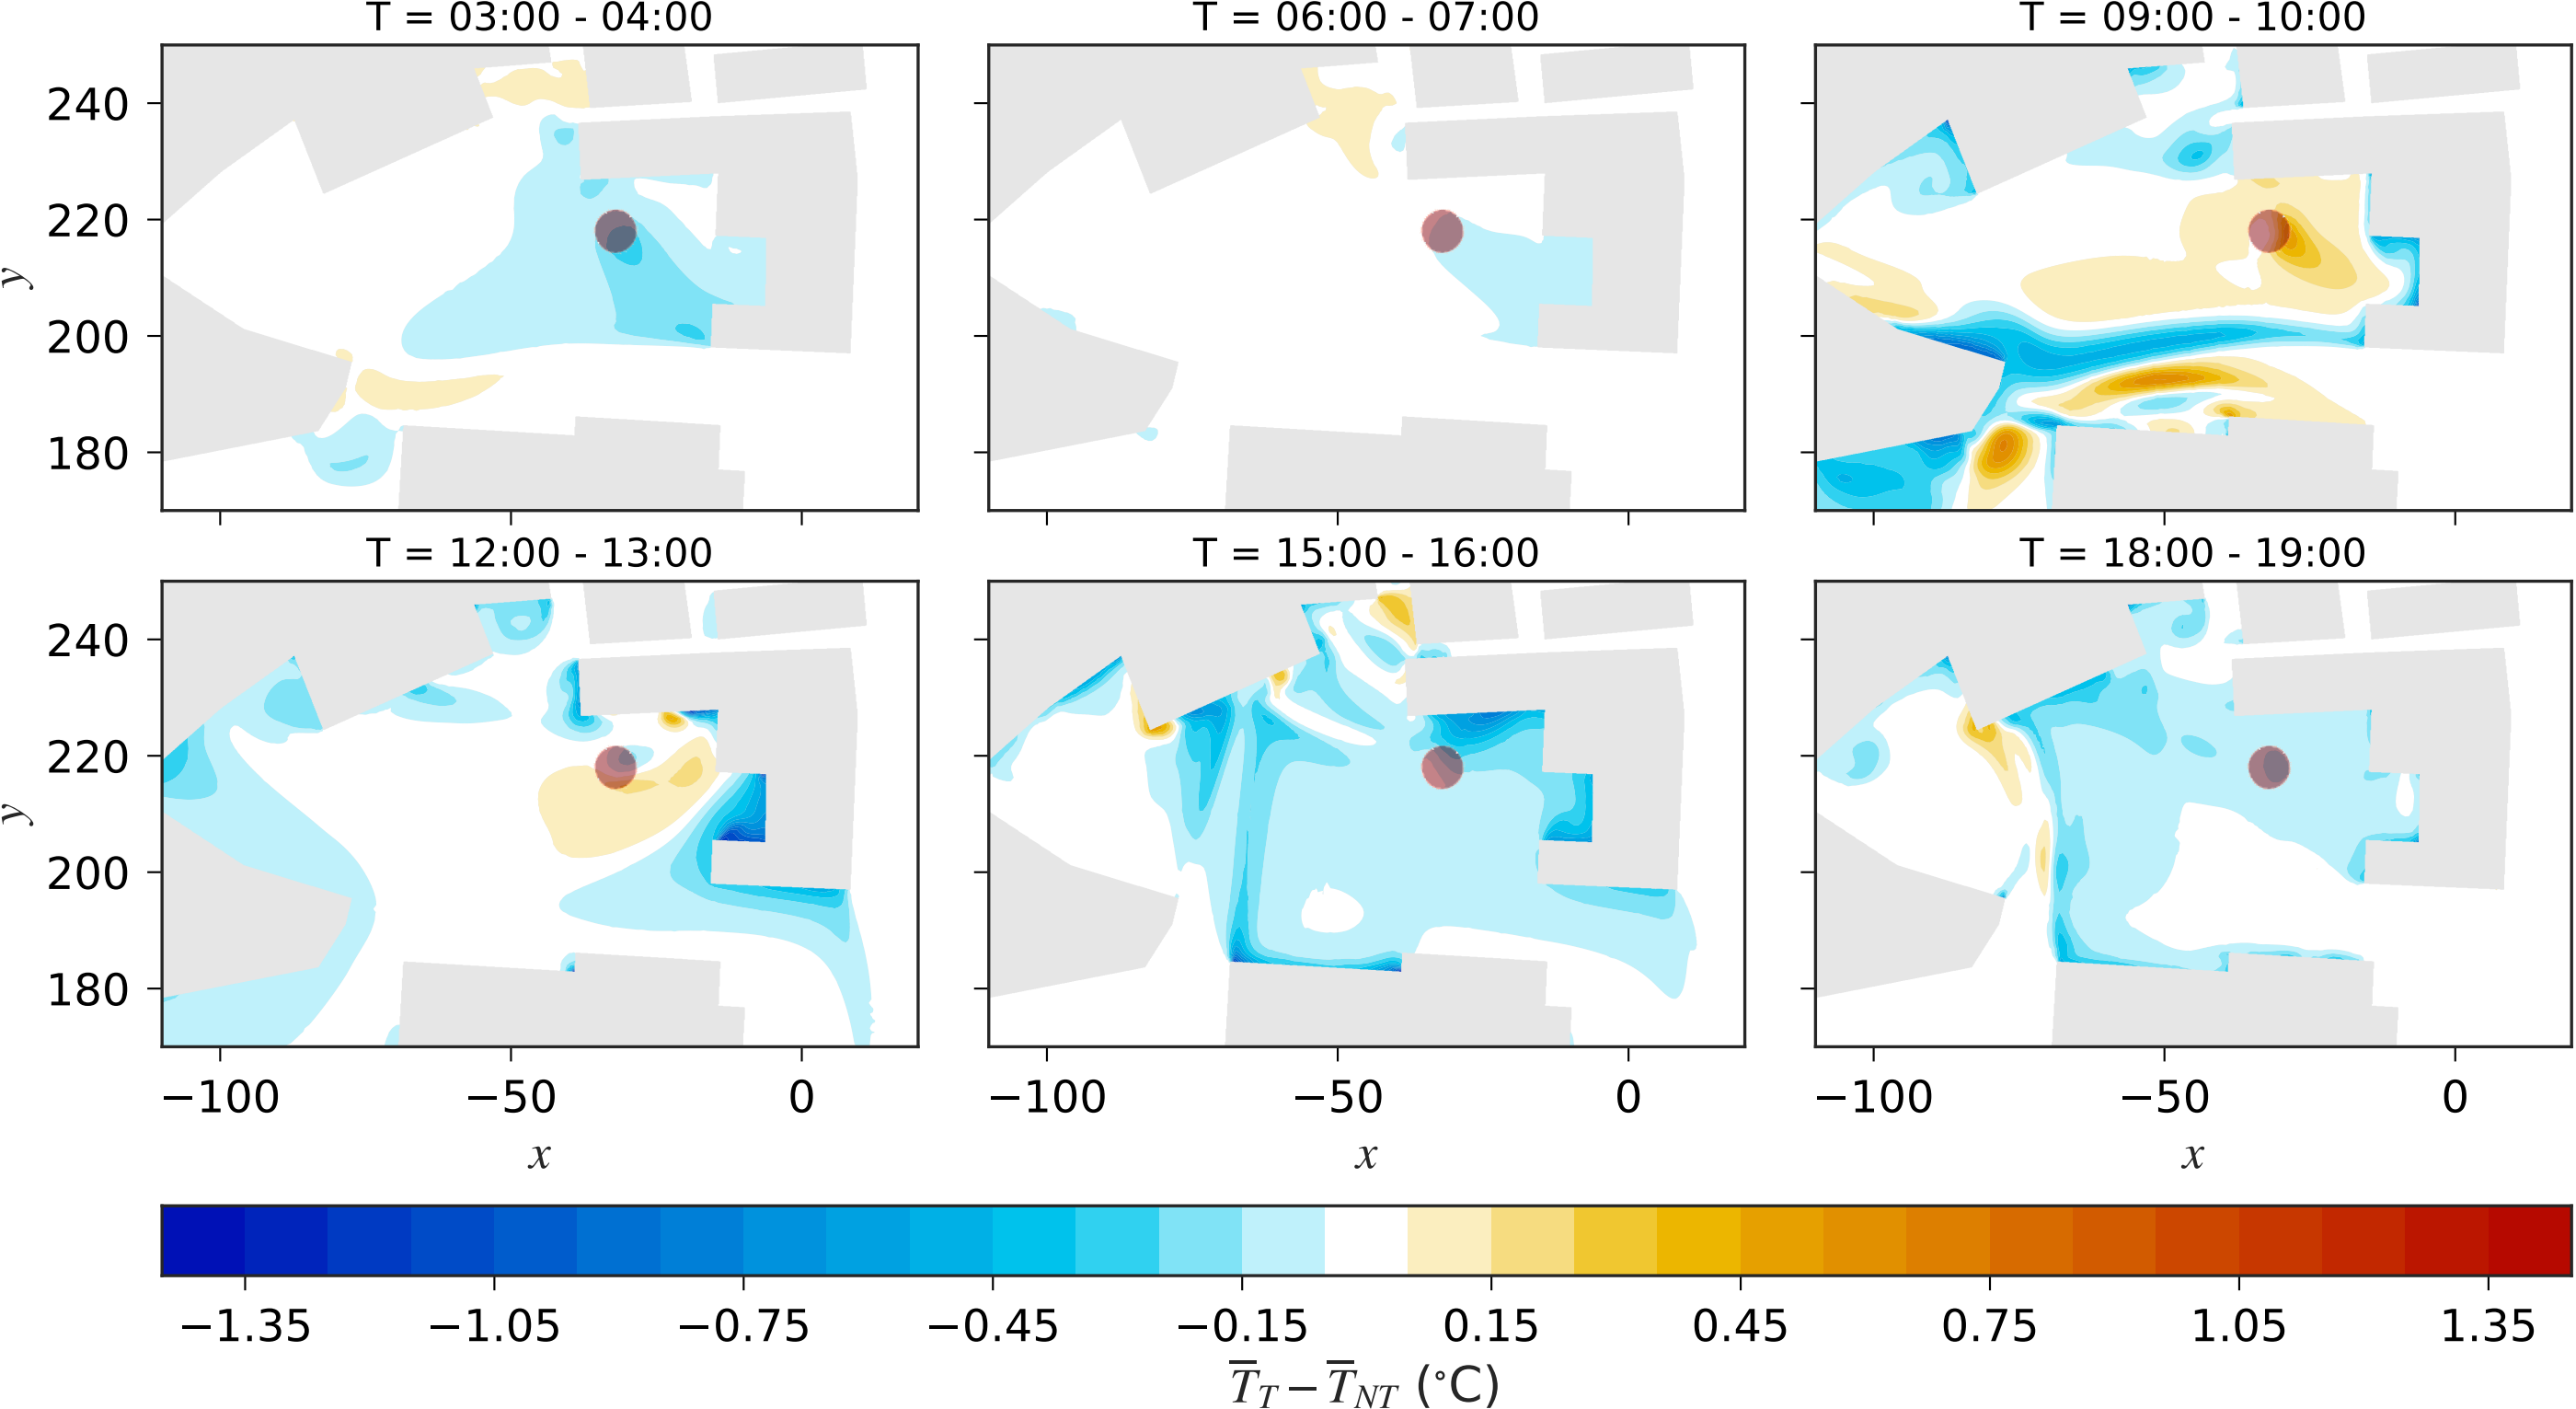 T = 03:00 - 04:00
T = 06:00 - 07:00
T = 09:00 - 10:00
240
220
200
180
y
T = 12:00 - 13:00
T = 15:00 - 16:00
T = 18:00 - 19:00
240
220
200
180
y
−100 −50 0
−100 −50 0
−100 −50 0
x
x
x
−1.35 −1.05 −0.75 −0.45 −0.15 0.15 0.45 0.75 1.05 1.35
T̅_T − T̅_NT (°C)